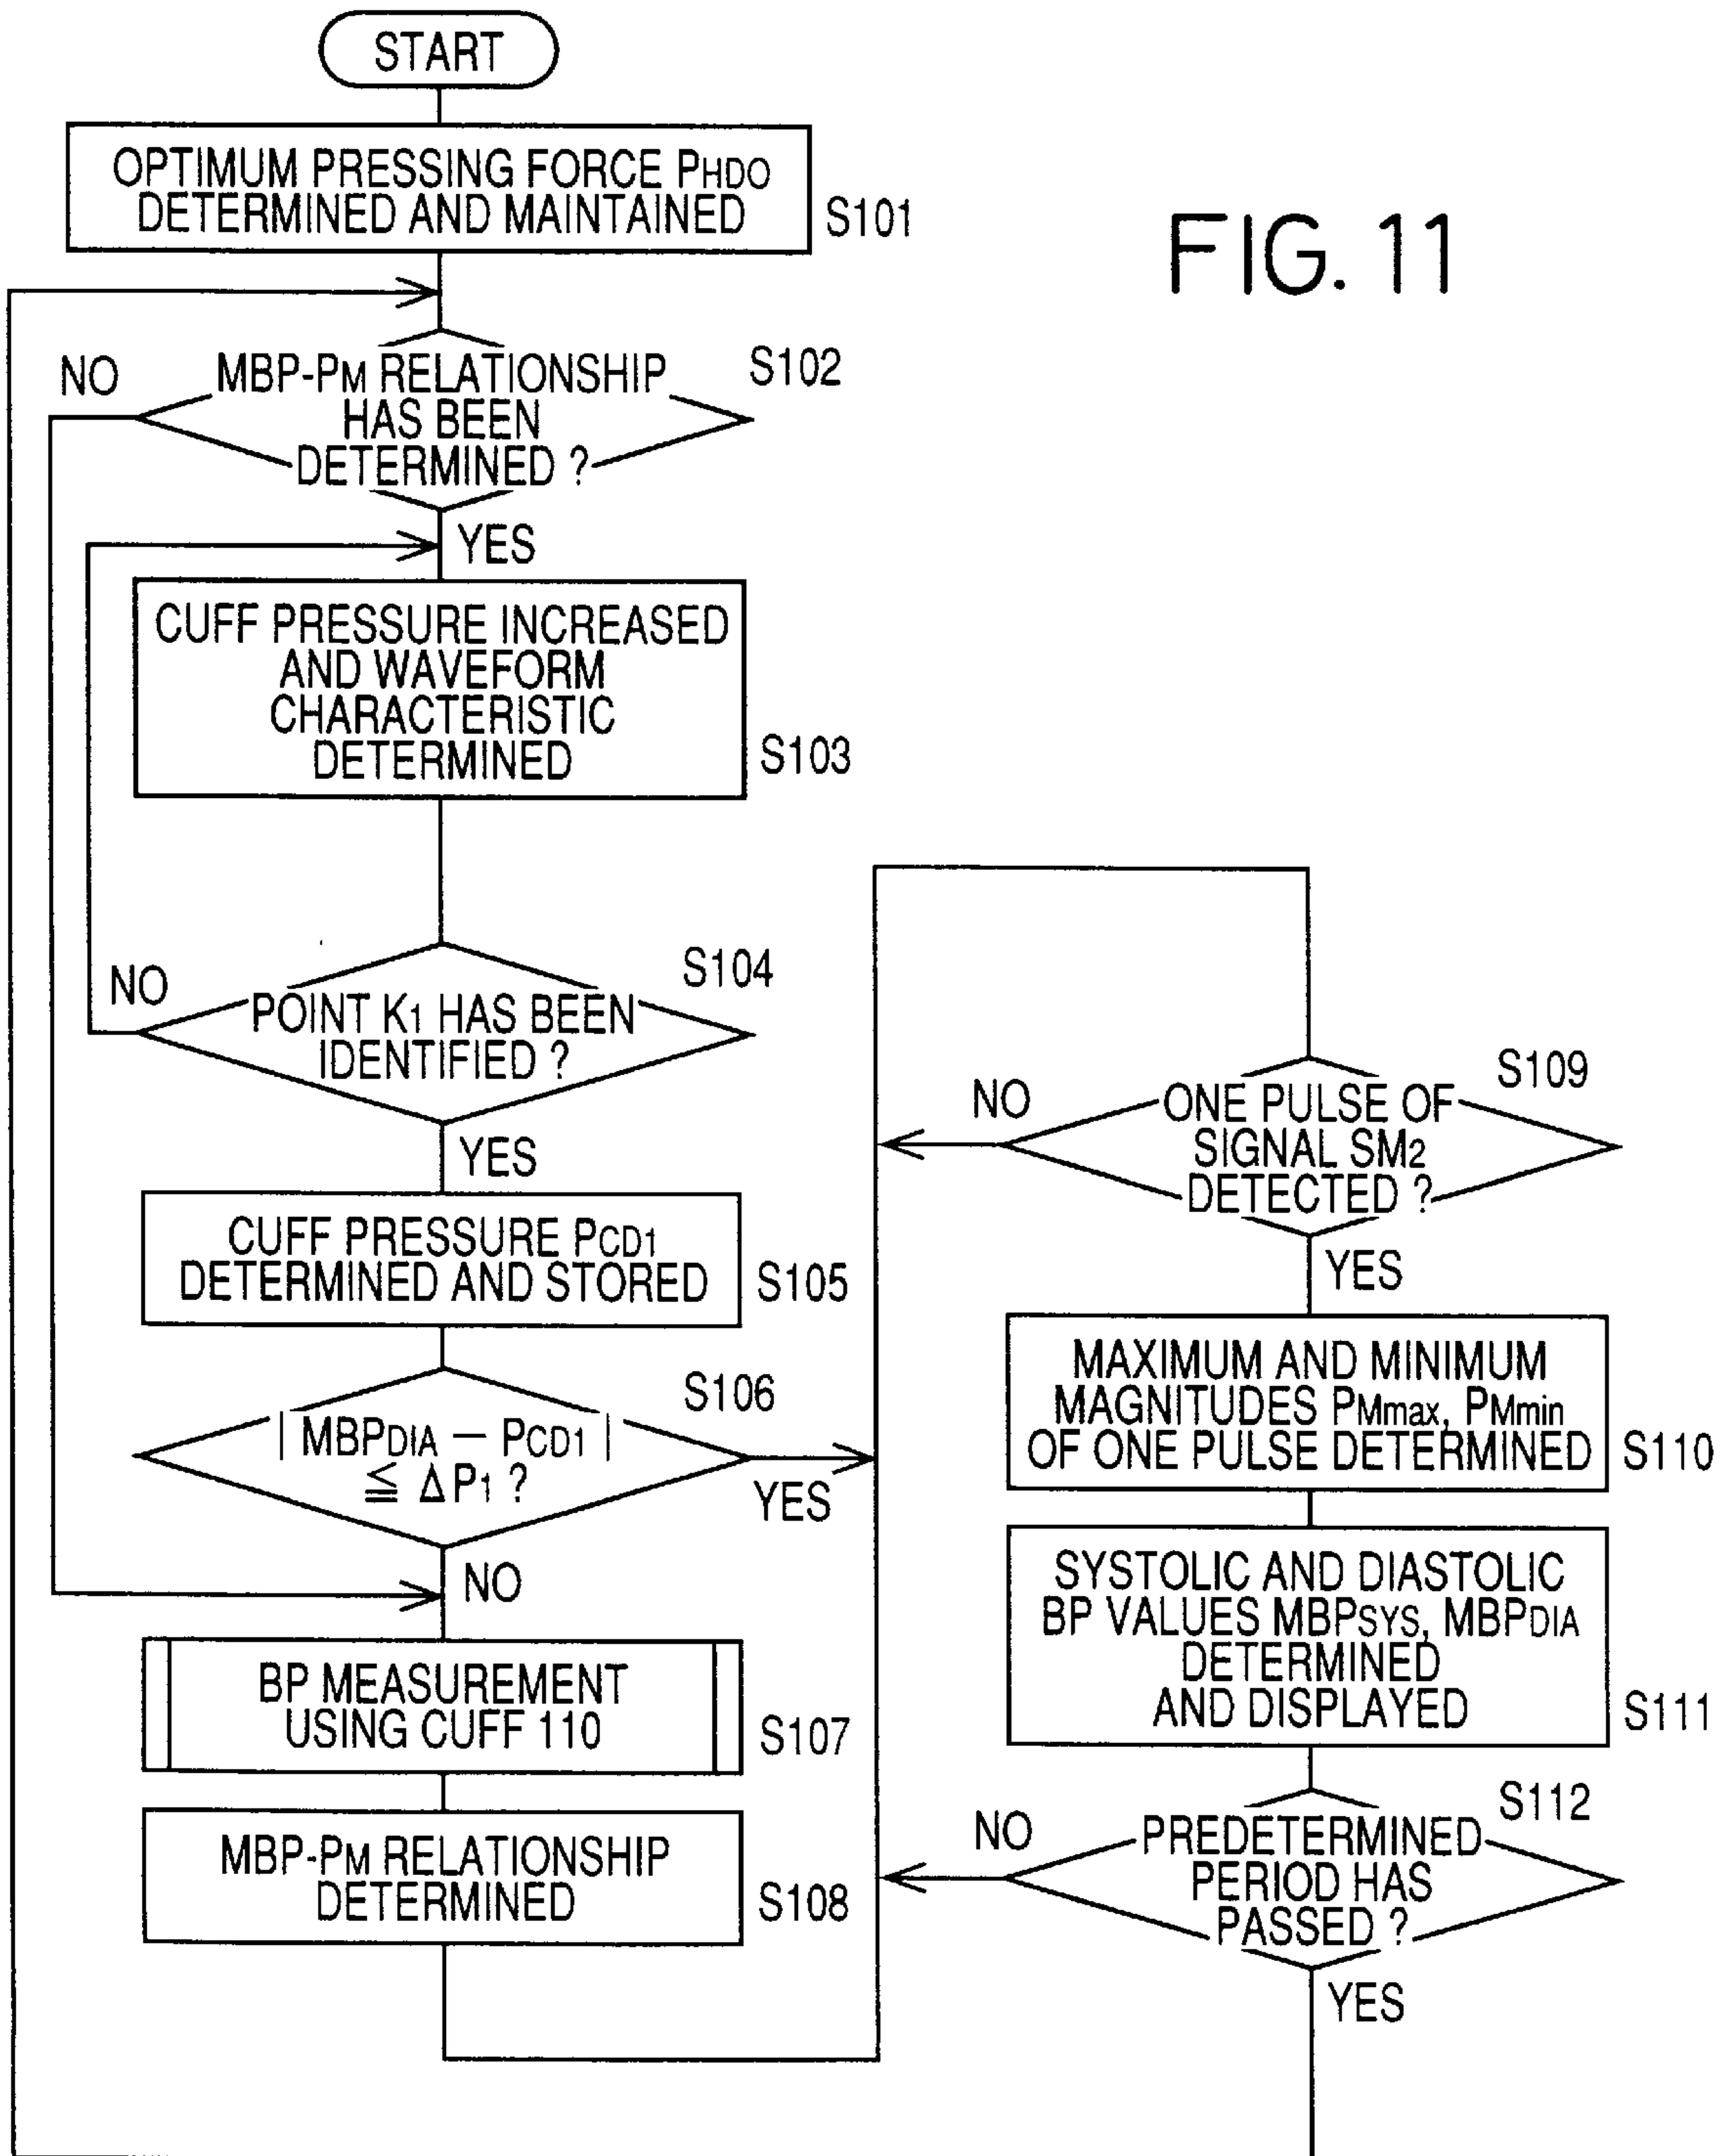 START
OPTIMUM PRESSING FORCE PHDO
DETERMINED AND MAINTAINED
S101
FIG. 11
NO
MBP-PM RELATIONSHIP
HAS BEEN
DETERMINED ?
S102
YES
CUFF PRESSURE INCREASED
AND WAVEFORM
CHARACTERISTIC
DETERMINED
S103
NO
POINT K1 HAS BEEN
IDENTIFIED ?
S104
YES
CUFF PRESSURE PCD1
DETERMINED AND STORED
S105
| MBPDIA − PCD1 |
≦ ΔP1 ?
S106
YES
NO
BP MEASUREMENT
USING CUFF 110
S107
MBP-PM RELATIONSHIP
DETERMINED
S108
NO
ONE PULSE OF
SIGNAL SM2
DETECTED ?
S109
YES
MAXIMUM AND MINIMUM
MAGNITUDES PMmax, PMmin
OF ONE PULSE DETERMINED
S110
SYSTOLIC AND DIASTOLIC
BP VALUES MBPSYS, MBPDIA
DETERMINED
AND DISPLAYED
S111
NO
PREDETERMINED
PERIOD HAS
PASSED ?
S112
YES